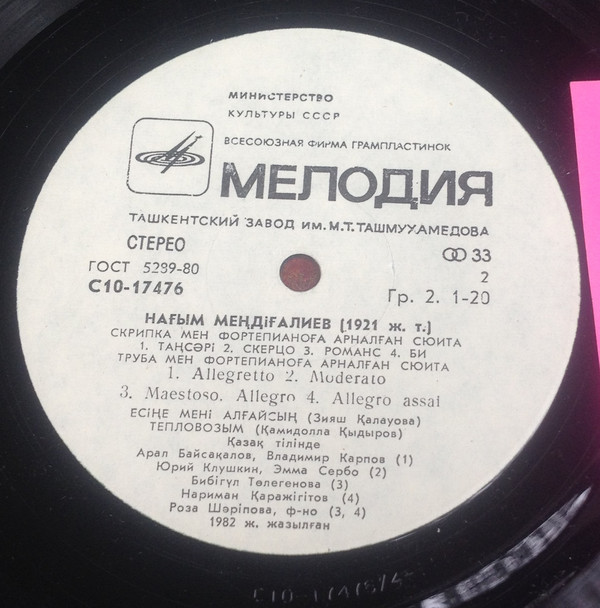 МИНИСТЕРСТВО
КУЛЬТУРЫ СССР
ВСЕСОЮЗНАЯ ФИРМА ГРАМПЛАСТИНОК
МЕЛОДИЯ
ТАШКЕНТСКИЙ ЗАВОД ИМ. М.Т. ТАШМУХАМЕДОВА
СТЕРЕО
33
ГОСТ 5289-80
2
С10-17476
Гр. 2. 1-20
НАҒЫМ МЕҢДІҒАЛИЕВ (1921 ж. т.)
СКРИПКА МЕН ФОРТЕПИАНОҒА АРНАЛҒАН СЮИТА
1. ТАҢСӘРІ 2. СКЕРЦО 3. РОМАНС 4. БИ
ТРУБА МЕН ФОРТЕПИАНОҒА АРНАЛҒАН СЮИТА
1. Allegretto 2. Moderato
3. Maestoso. Allegro 4. Allegro assai
ЕСІҢЕ МЕНІ АЛҒАЙСЫҢ (Зияш Қалауова)
ТЕПЛОВОЗЫМ (Қамидолла Қыдыров)
Қазақ тілінде
Арал Байсақалов, Владимир Карпов (1)
Юрий Клушкин, Эмма Сербо (2)
Бибігүл Төлегенова (3)
Нариман Қаражігітов (4)
Роза Шәріпова, ф-но (3, 4)
1982 ж. жазылған